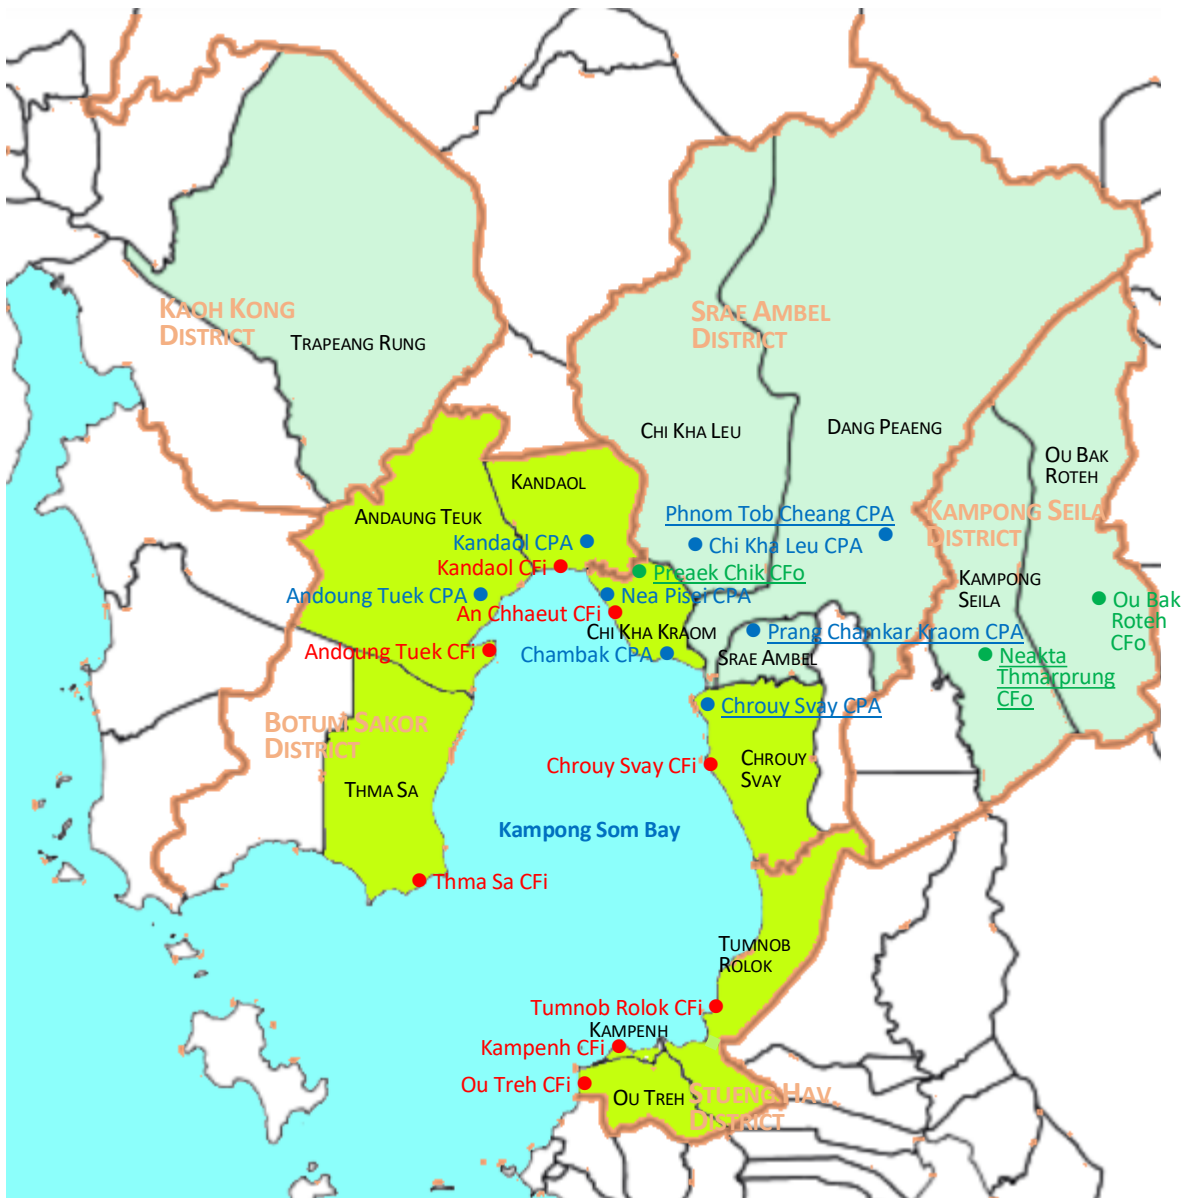 KAOH KONG
DISTRICT
TRAPEANG RUNG
SRAE AMBEL
DISTRICT
CHI KHA LEU
DANG PEAENG
OU BAK
ROTEH
KANDAOL
ANDAUNG TEUK
Phnom Tob Cheang CPA
KAMPONG SEILA
DISTRICT
Kandaol CPA
Chi Kha Leu CPA
Kandaol CFi
Preaek Chik CFo
KAMPONG
SEILA
Andoung Tuek CPA
Nea Pisei CPA
Ou Bak
Roteh
CFo
An Chhaeut CFi
CHI KHA KRAOM
Prang Chamkar Kraom CPA
Andoung Tuek CFi
Chambak CPA
SRAE AMBEL
Neakta
Thmarprung
CFo
Chrouy Svay CPA
BOTUM SAKOR
DISTRICT
Chrouy Svay CFi
CHROUY
SVAY
THMA SA
Kampong Som Bay
Thma Sa CFi
TUMNOB
ROLOK
Tumnob Rolok CFi
KAMPENH
Kampenh CFi
Ou Treh CFi
OU TREH
STUENG HAV
DISTRICT